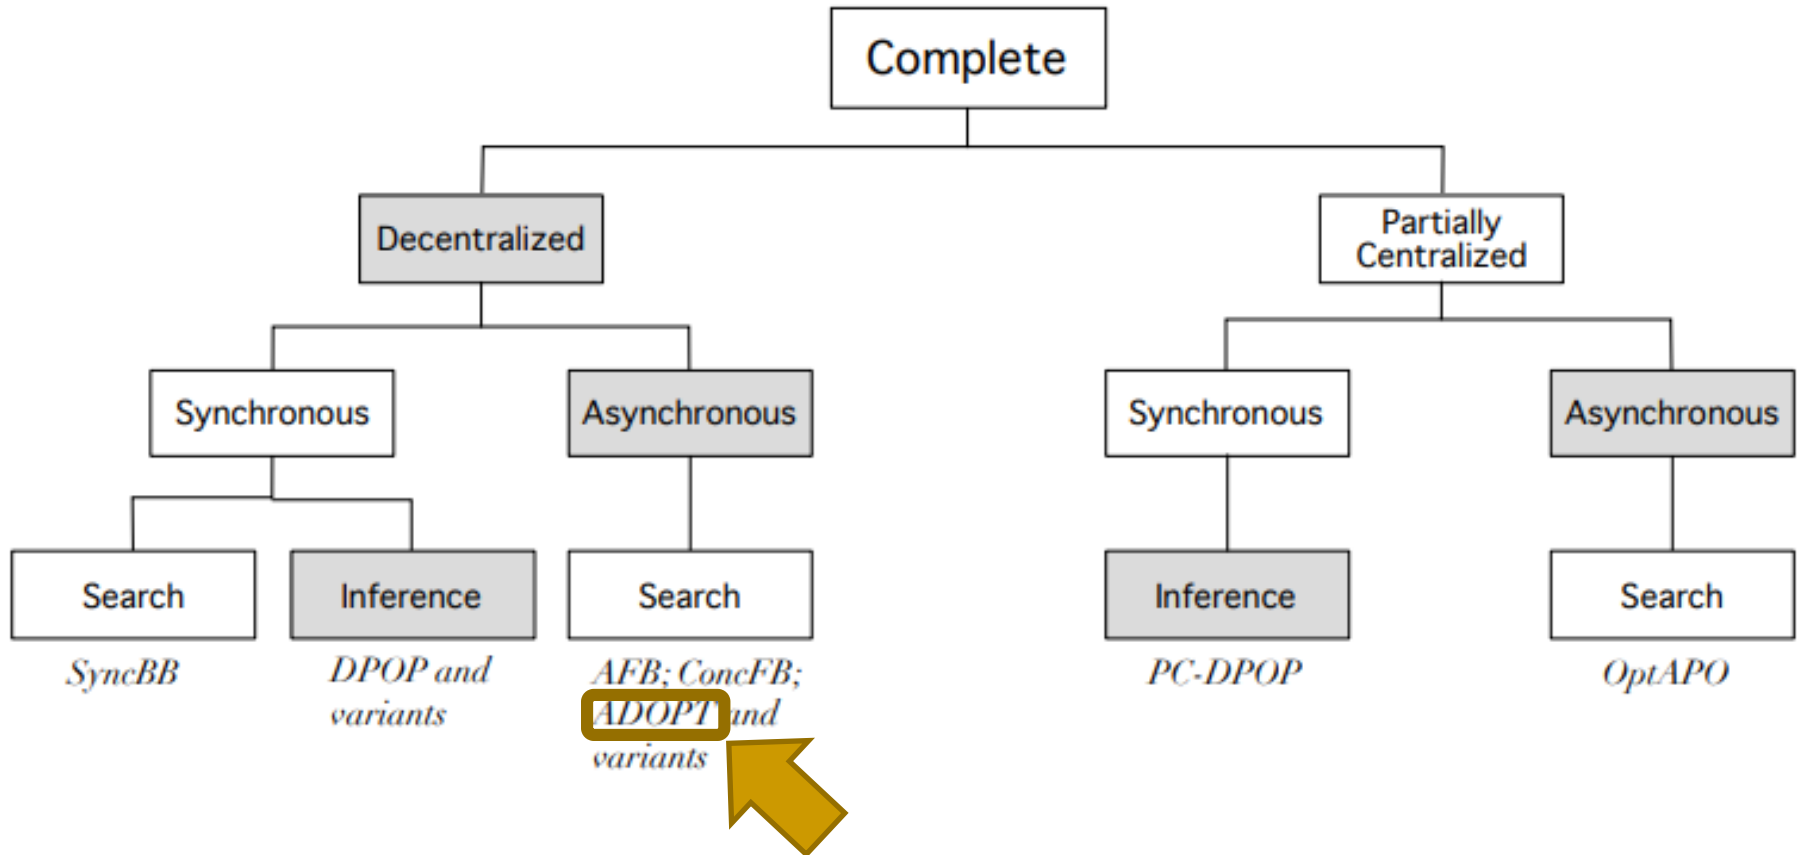 Complete
Decentralized
Partially
Centralized
Synchronous
Asynchronous
Synchronous
Asynchronous
Search
Inference
Search
Inference
Search
SyncBB
DPOP and
variants
AFB; ConcFB;
ADOPT and
variants
PC-DPOP
OptAPO